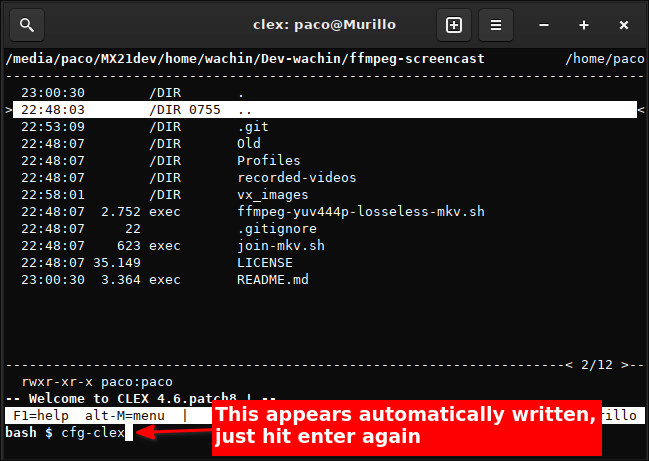 clex: paco@Murillo
/media/paco/MX21dev/home/wachin/Dev-wachin/ffmpeg-screencast /home/paco
23:00:30 /DIR .
> 22:48:03 /DIR 0755 .. <
22:53:09 /DIR .git
22:48:07 /DIR Old
22:48:07 /DIR Profiles
22:48:07 /DIR recorded-videos
22:58:01 /DIR vx_images
22:48:07 2.752 exec ffmpeg-yuv444p-losseless-mkv.sh
22:48:07 22 .gitignore
22:48:07 623 exec join-mkv.sh
22:48:07 35.149 LICENSE
23:00:30 3.364 exec README.md
< 2/12 >
rwxr-xr-x paco:paco
-- Welcome to CLEX 4.6.patch8 ! --
F1=help alt-M=menu | rillo
bash $ cfg-clex
This appears automatically written,
just hit enter again